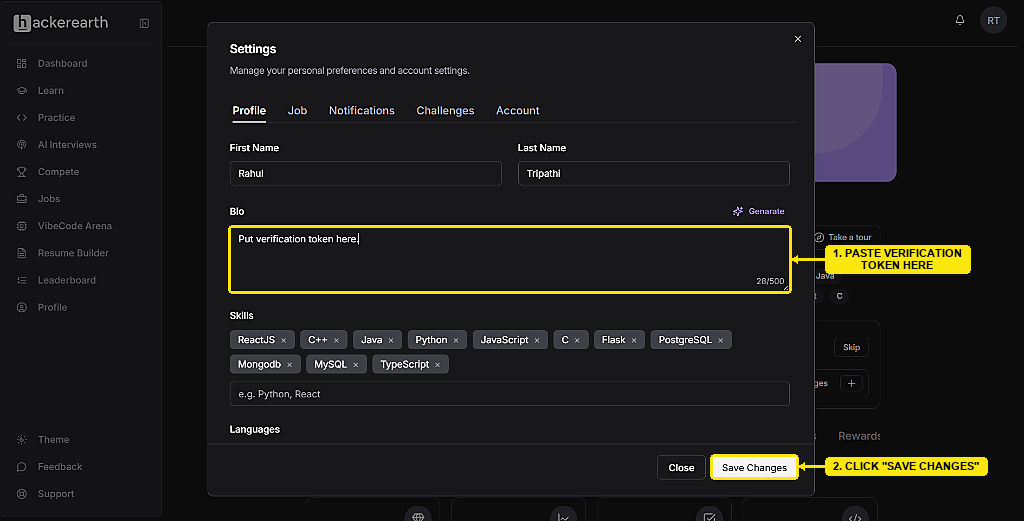 hackerearth
RT
Dashboard
Learn
Practice
AI Interviews
Compete
Jobs
VibeCode Arena
Resume Builder
Leaderboard
Profile
Theme
Feedback
Support
Settings
×
Manage your personal preferences and account settings.
Profile Job Notifications Challenges Account
First Name Last Name
Rahul Tripathi
Bio Genarate
Put verification token here.
28/500
1. PASTE VERIFICATION
TOKEN HERE
Skills
ReactJS × C++ × Java × Python × JavaScript × C × Flask × PostgreSQL ×
Mongodb × MySQL × TypeScript ×
e.g. Python, React
Languages
Close Save Changes
2. CLICK "SAVE CHANGES"
Take a tour
Java
C
Skip
ges +
Rewards